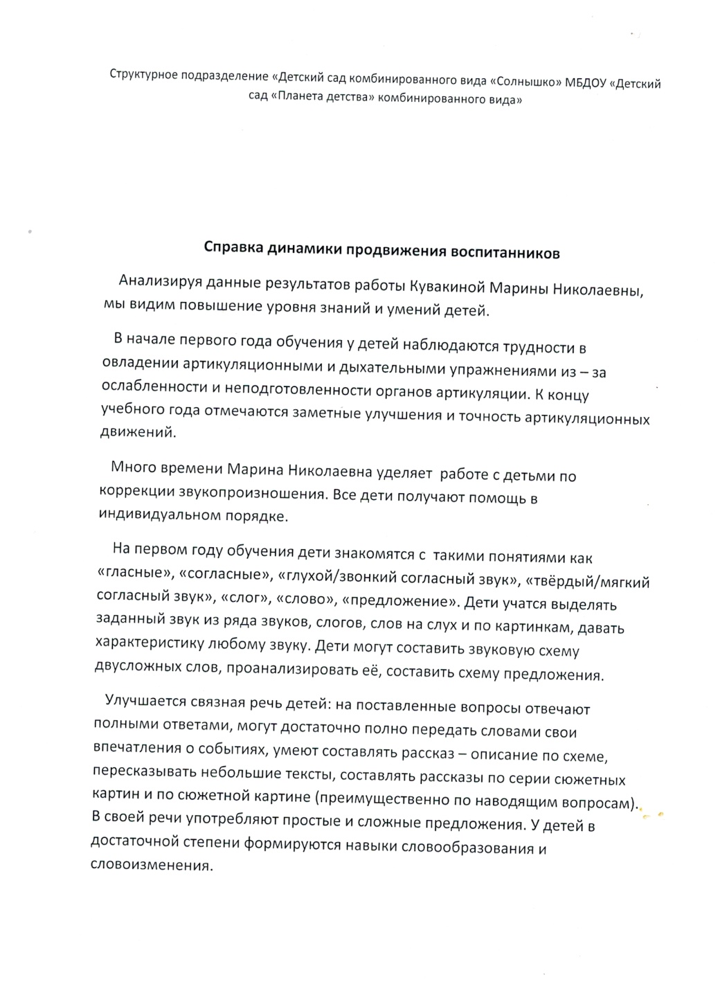 Структурное подразделение «Детский сад комбинированного вида «Солнышко» МБДОУ «Детский
сад «Планета детства» комбинированного вида»
Справка динамики продвижения воспитанников
Анализируя данные результатов работы Кувакиной Марины Николаевны,
мы видим повышение уровня знаний и умений детей.
В начале первого года обучения у детей наблюдаются трудности в
овладении артикуляционными и дыхательными упражнениями из – за
ослабленности и неподготовленности органов артикуляции. К концу
учебного года отмечаются заметные улучшения и точность артикуляционных
движений.
Много времени Марина Николаевна уделяет  работе с детьми по
коррекции звукопроизношения. Все дети получают помощь в
индивидуальном порядке.
На первом году обучения дети знакомятся с  такими понятиями как
«гласные», «согласные», «глухой/звонкий согласный звук», «твёрдый/мягкий
согласный звук», «слог», «слово», «предложение». Дети учатся выделять
заданный звук из ряда звуков, слогов, слов на слух и по картинкам, давать
характеристику любому звуку. Дети могут составить звуковую схему
двусложных слов, проанализировать её, составить схему предложения.
Улучшается связная речь детей: на поставленные вопросы отвечают
полными ответами, могут достаточно полно передать словами свои
впечатления о событиях, умеют составлять рассказ – описание по схеме,
пересказывать небольшие тексты, составлять рассказы по серии сюжетных
картин и по сюжетной картине (преимущественно по наводящим вопросам).
В своей речи употребляют простые и сложные предложения. У детей в
достаточной степени формируются навыки словообразования и
словоизменения.